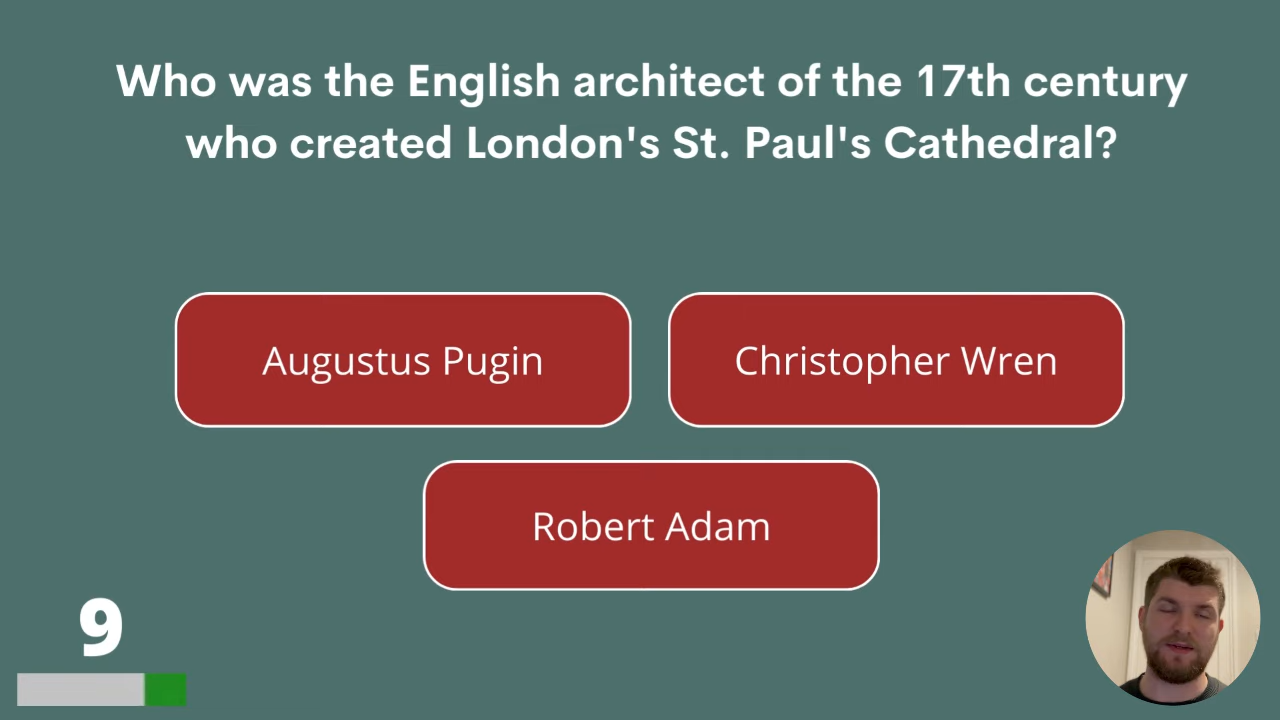 Who was the English architect of the 17th century
who created London's St. Paul's Cathedral?
Augustus Pugin
Christopher Wren
Robert Adam
9